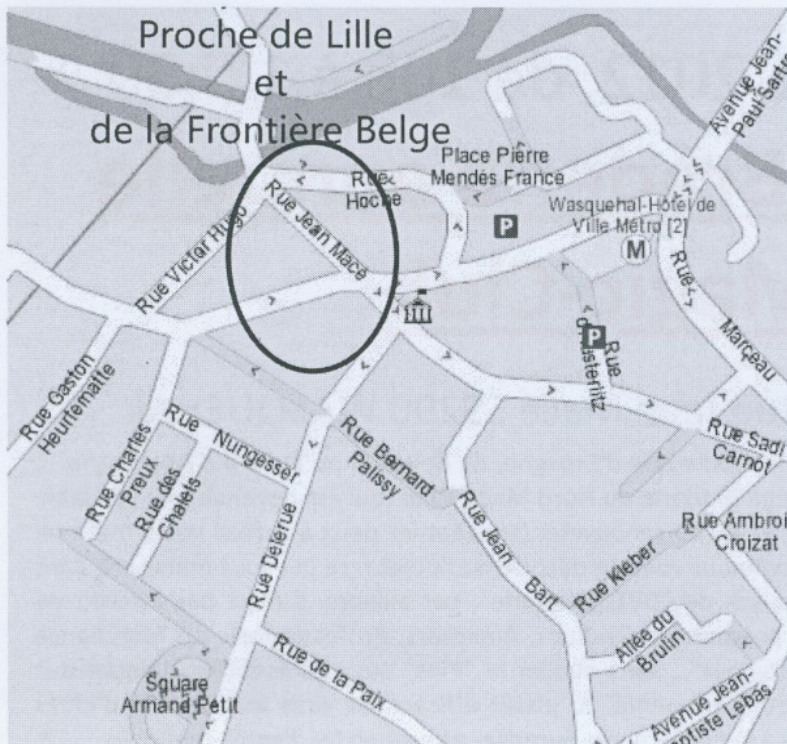 Proche de Lille
et
de la Frontière Belge
Avenue Jean-
Paul Sartre
Place Pierre
Mendés France
Rue
Hoche
Rue Jean Macé
Rue Victor Hugo
Wasquehal-Hôtel de
Ville Métro [2]
P
M
Rue
Marceau
P
Rue
d'Austerlitz
Rue Gaston
Heurtematte
Rue Charles
Preux
Rue des
Chalets
Rue Nungesser
Rue Bernard
Palissy
Rue Sadi
Carnot
Rue Delerue
Rue Jean Bart
Rue Ambroi
Croizat
Rue Kleber
Allée du
Brulin
Rue de la Paix
Square
Armand Petit
Avenue Jean-
aptiste Lebas